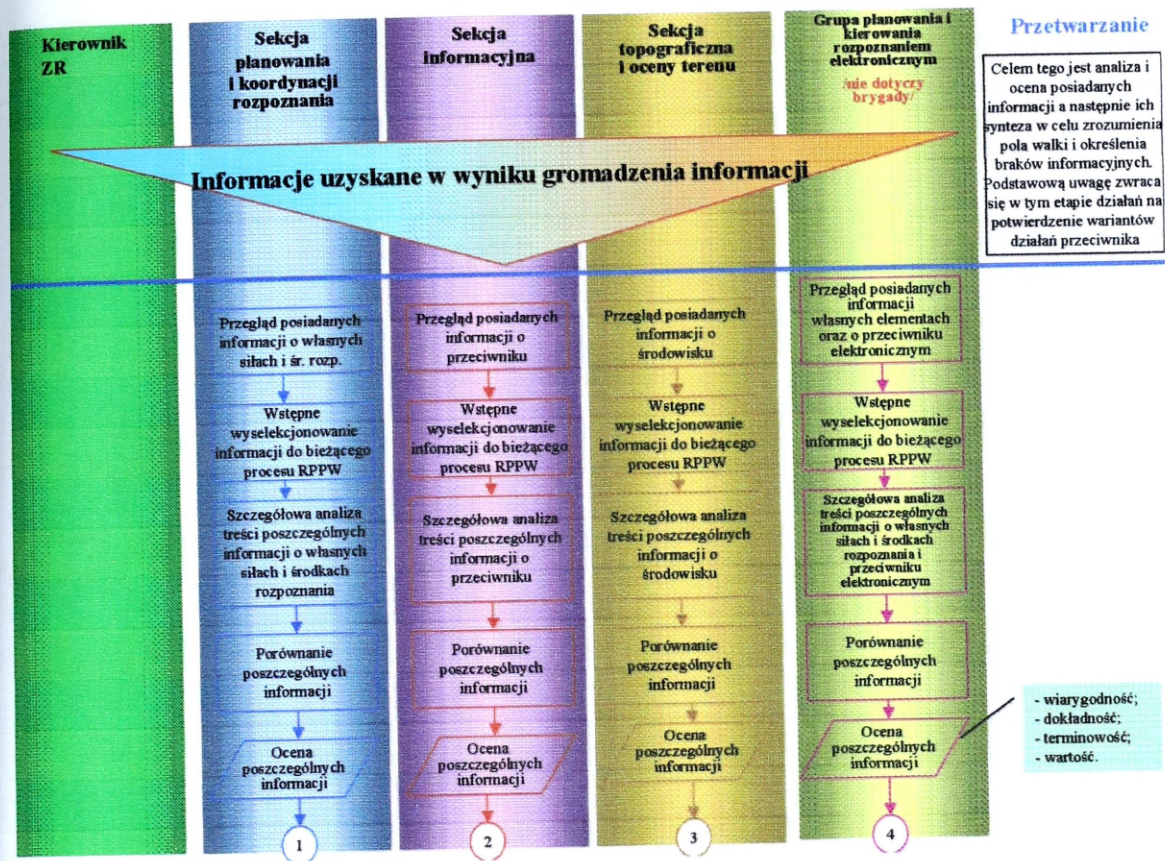 Kierownik
ZR
Sekcja
planowania
i koordynacji
rozpoznania
Sekcja
informacyjna
Sekcja
topograficzna
i oceny terenu
Grupa planowania i
kierowania
rozpoznaniem
elektronicznym
/nie dotyczy
brygady/
Przetwarzanie
Celem tego jest analiza i
ocena posiadanych
informacji a następnie ich
synteza w celu zrozumienia
pola walki i określenia
braków informacyjnych.
Podstawową uwagę zwraca
się w tym etapie działań na
potwierdzenie wariantów
działań przeciwnika
Informacje uzyskane w wyniku gromadzenia informacji
Przegląd posiadanych
informacji o własnych
siłach i śr. rozp.
Wstępne
wyselekcjonowanie
informacji do bieżącego
procesu RPPW
Szczegółowa analiza
treści poszczególnych
informacji o własnych
siłach i środkach
rozpoznania
Porównanie
poszczególnych
informacji
Ocena
poszczególnych
informacji
1
Przegląd posiadanych
informacji o
przeciwniku
Wstępne
wyselekcjonowanie
informacji do bieżącego
procesu RPPW
Szczegółowa analiza
treści poszczególnych
informacji o
przeciwniku
Porównanie
poszczególnych
informacji
Ocena
poszczególnych
informacji
2
Przegląd posiadanych
informacji o
środowisku
Wstępne
wyselekcjonowanie
informacji do bieżącego
procesu RPPW
Szczegółowa analiza
treści poszczególnych
informacji o
środowisku
Porównanie
poszczególnych
informacji
Ocena
poszczególnych
informacji
3
Przegląd posiadanych
informacji
własnych elementach
oraz o przeciwniku
elektronicznym
Wstępne
wyselekcjonowanie
informacji do bieżącego
procesu RPPW
Szczegółowa analiza
treści poszczególnych
informacji o własnych
siłach i środkach
rozpoznania i
przeciwniku
elektronicznym
Porównanie
poszczególnych
informacji
Ocena
poszczególnych
informacji
4
- wiarygodność;
- dokładność;
- terminowość;
- wartość.